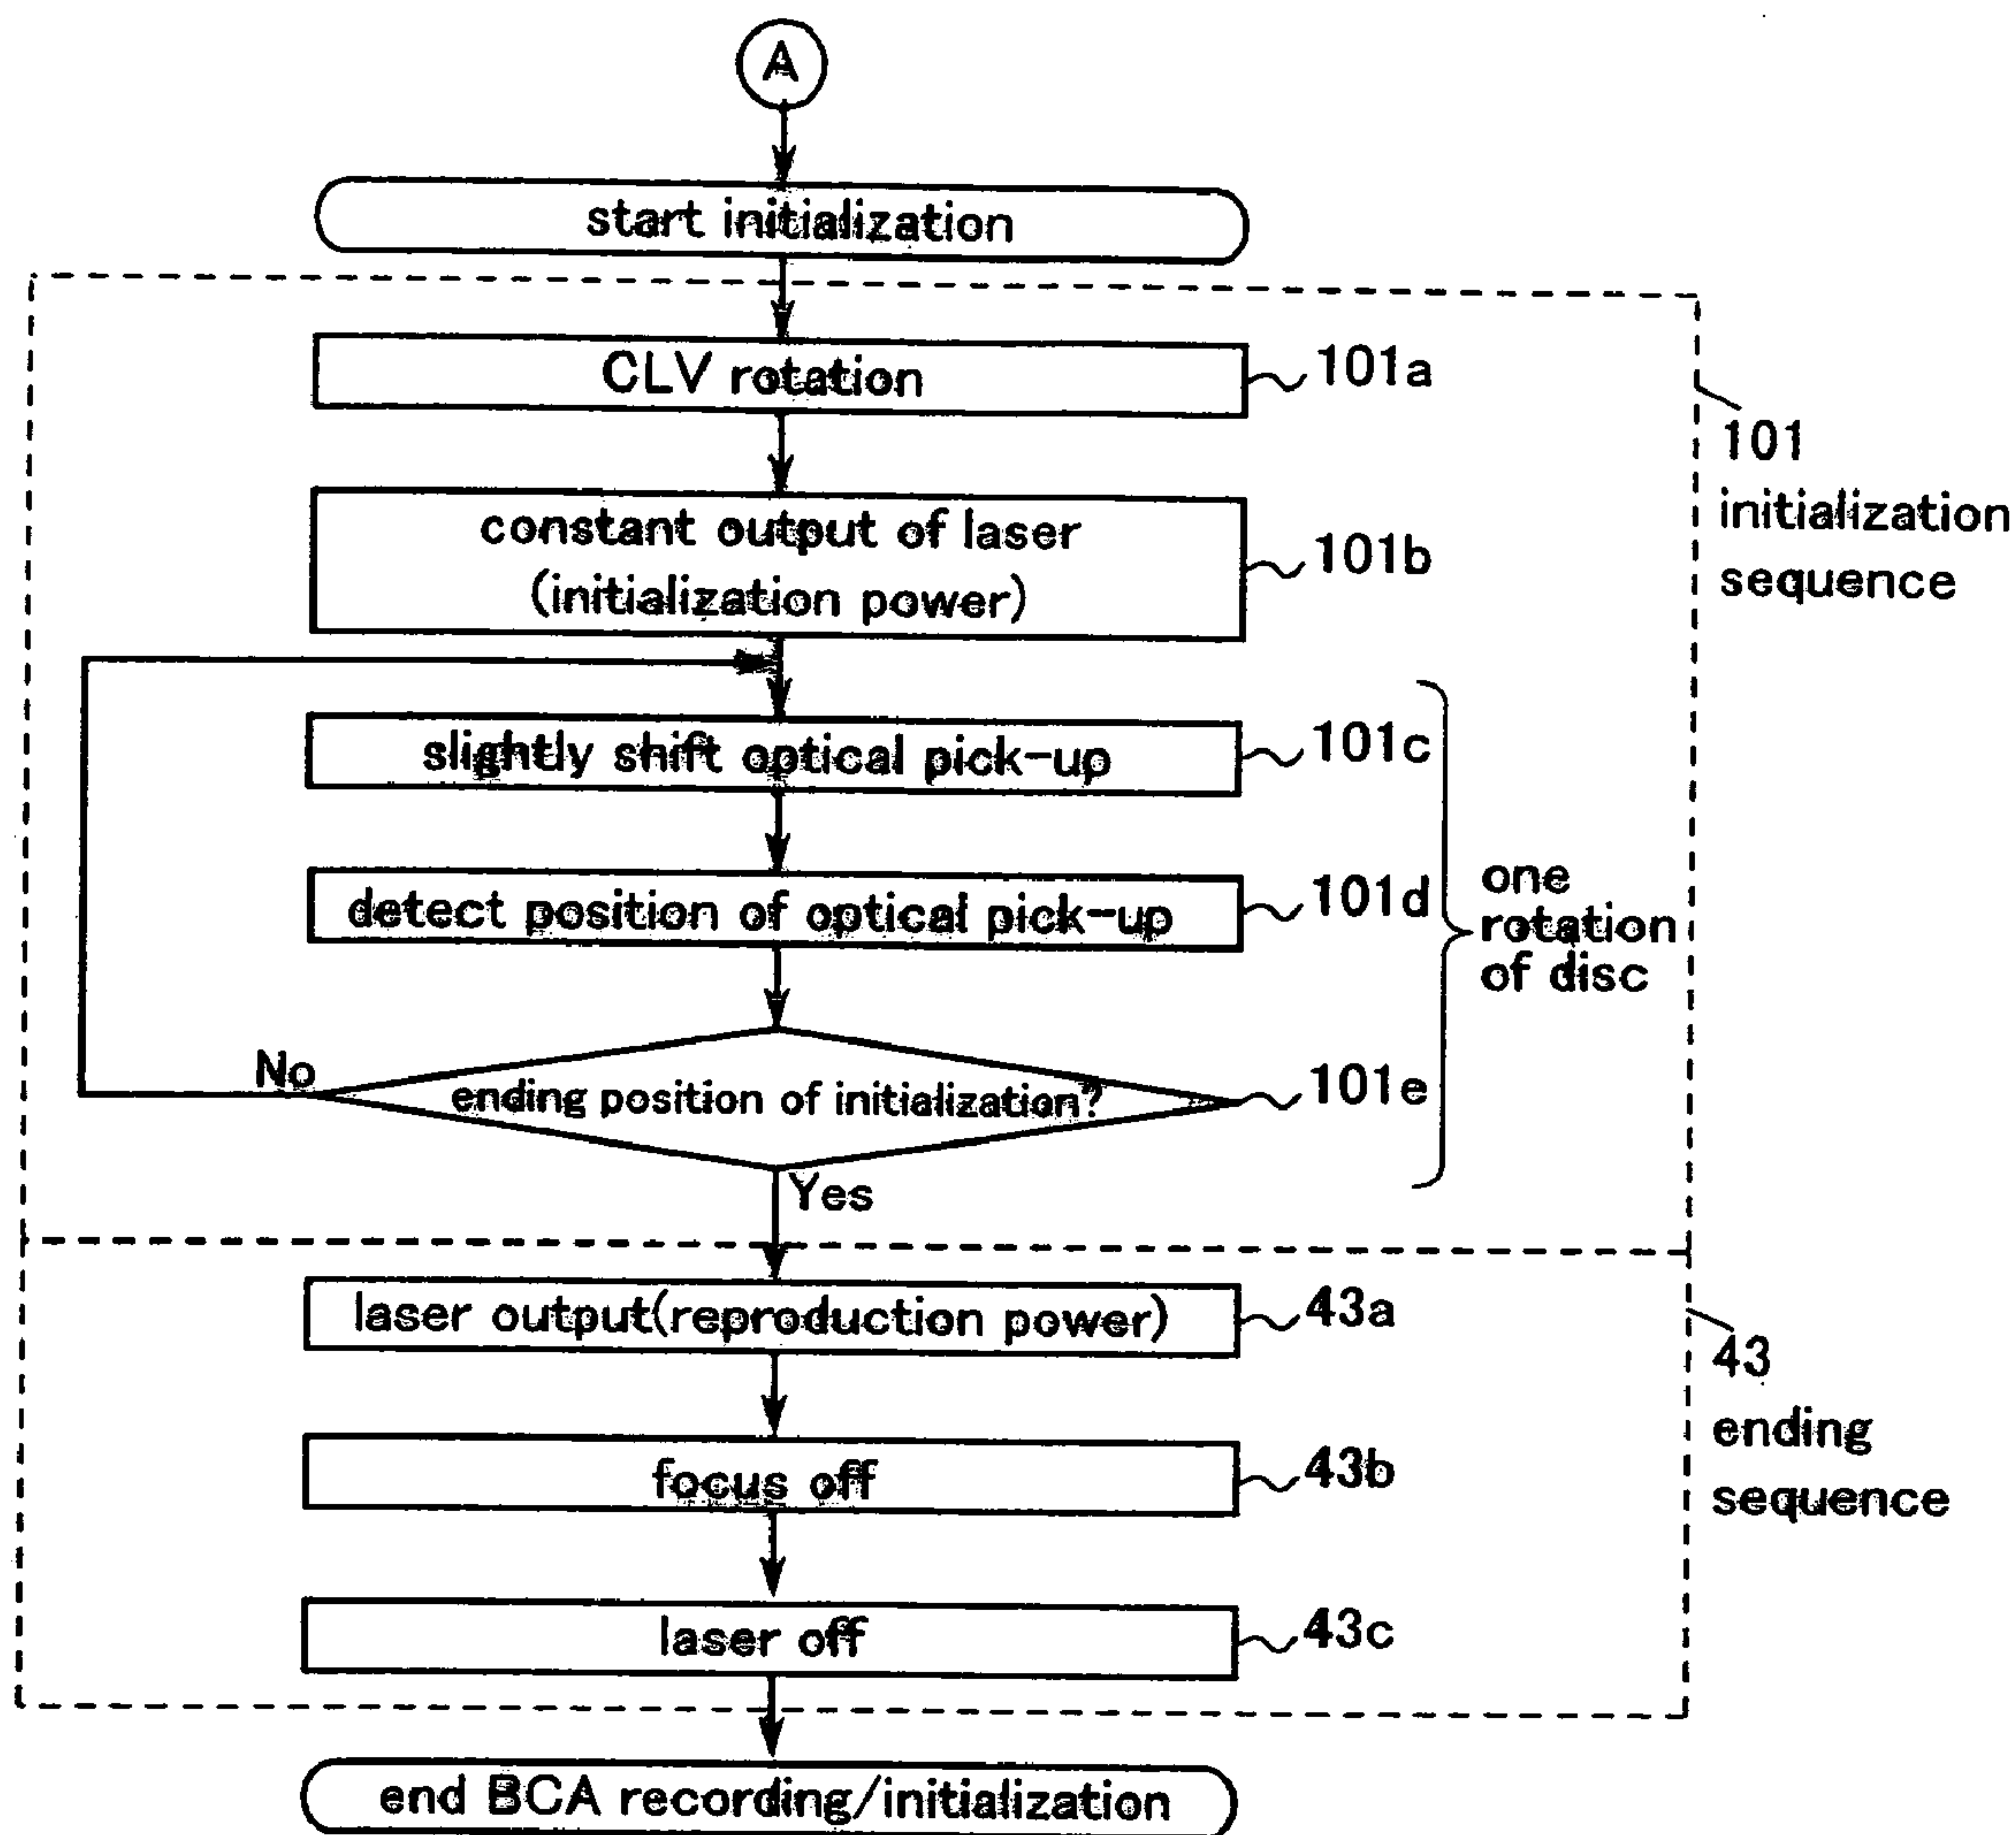 A
start initialization
CLV rotation
101a
101
initialization
sequence
constant output of laser
(initialization power)
101b
slightly shift optical pick-up
101c
detect position of optical pick-up
101d
one
rotation
of disc
No
ending position of initialization?
101e
Yes
laser output(reproduction power)
43a
43
ending
sequence
focus off
43b
laser off
43c
end BCA recording/initialization